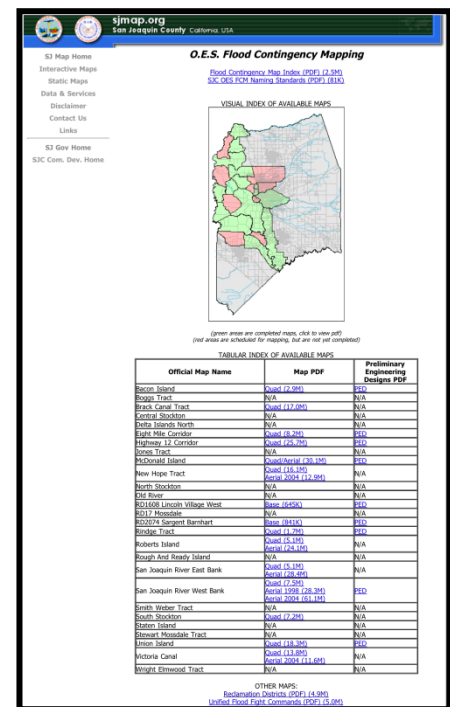 sjmap.org
San Joaquin County California, USA
SJ Map Home
Interactive Maps
Static Maps
Data & Services
Disclaimer
Contact Us
Links
SJ Gov Home
SJC Com. Dev. Home
O.E.S. Flood Contingency Mapping
Flood Contingency Map Index (PDF) (2.5M)
SJC OES FCM Naming Standards (PDF) (81K)
VISUAL INDEX OF AVAILABLE MAPS
(green areas are completed maps, click to view pdf)
(red areas are scheduled for mapping, but are not yet completed)
TABULAR INDEX OF AVAILABLE MAPS
Official Map Name Map PDF Preliminary Engineering Designs PDF
Bacon Island Quad (2.9M) PED
Boggs Tract N/A N/A
Brack Canal Tract Quad (17.0M) N/A
Central Stockton N/A N/A
Delta Islands North N/A N/A
Eight Mile Corridor Quad (8.2M) PED
Highway 12 Corridor Quad (25.7M) PED
Jones Tract N/A N/A
McDonald Island Quad/Aerial (30.1M) PED
New Hope Tract Quad (16.1M) N/A
Aerial 2004 (12.9M)
North Stockton N/A N/A
Old River N/A N/A
RD1608 Lincoln Village West Base (645K) PED
RD17 Mossdale N/A N/A
RD2074 Sargent Barnhart Base (841K) PED
Rindge Tract Quad (1.7M) PED
Roberts Island Quad (5.1M) N/A
Aerial (24.1M)
Rough And Ready Island N/A N/A
San Joaquin River East Bank Quad (5.1M) N/A
Aerial (28.4M)
San Joaquin River West Bank Quad (7.5M) PED
Aerial 1998 (28.3M)
Aerial 2004 (61.1M)
Smith Weber Tract N/A N/A
South Stockton Quad (7.2M) N/A
Staten Island N/A N/A
Stewart Mossdale Tract N/A N/A
Union Island Quad (18.3M) PED
Victoria Canal Quad (13.8M) N/A
Aerial 2004 (11.6M)
Wright Elmwood Tract N/A N/A
OTHER MAPS:
Reclamation Districts (PDF) (4.9M)
Unified Flood Fight Commands (PDF) (5.0M)